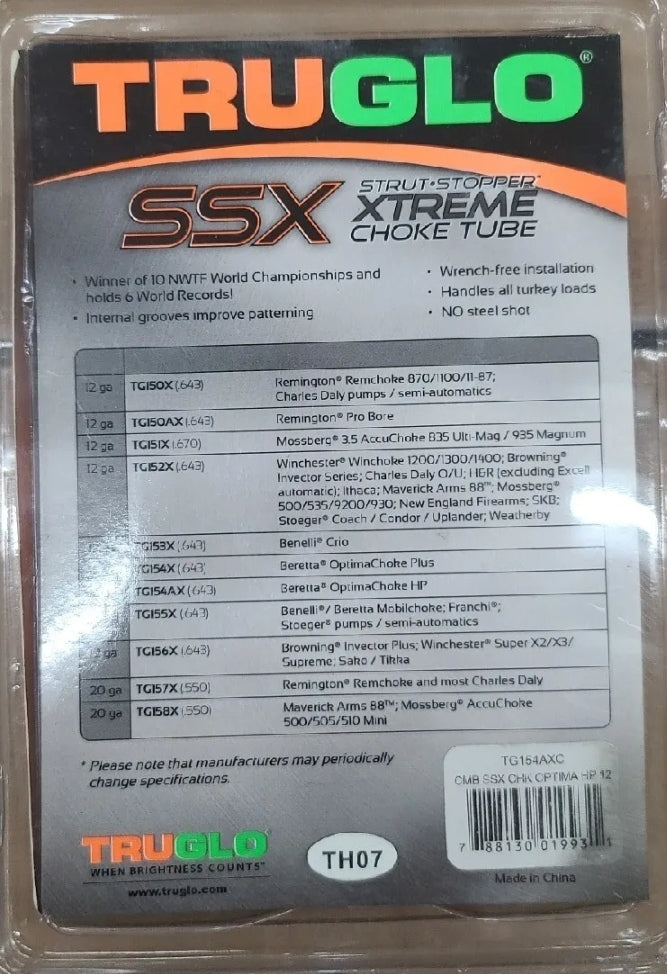 TRUGLO®
SSX STRUT•STOPPER™
XTREME
CHOKE TUBE
• Winner of 10 NWTF World Championships and
holds 6 World Records!
• Internal grooves improve patterning
• Wrench-free installation
• Handles all turkey loads
• NO steel shot
12 ga TG150X (.643) Remington® Remchoke 870/1100/11-87;
Charles Daly pumps / semi-automatics
12 ga TG150AX (.643) Remington® Pro Bore
12 ga TG151X (.670) Mossberg® 3.5 AccuChoke 835 Ulti-Mag / 935 Magnum
12 ga TG152X (.643) Winchester® Winchoke 1200/1300/1400; Browning®
Invector Series; Charles Daly O/U; H&R (excluding Excell
automatic); Ithaca; Maverick Arms 88™; Mossberg®
500/535/9200/930; New England Firearms; SKB;
Stoeger® Coach / Condor / Uplander; Weatherby
TG153X (.643) Benelli® Crio
TG154X (.643) Beretta® OptimaChoke Plus
TG154AX (.643) Beretta® OptimaChoke HP
TG155X (.643) Benelli®/ Beretta Mobilchoke; Franchi®;
Stoeger® pumps / semi-automatics
ga TG156X (.643) Browning® Invector Plus; Winchester® Super X2/X3/
Supreme; Sako / Tikka
20 ga TG157X (.550) Remington® Remchoke and most Charles Daly
20 ga TG158X (.550) Maverick Arms 88™; Mossberg® AccuChoke
500/505/510 Mini
* Please note that manufacturers may periodically
change specifications.
TG154AXC
CMB SSX CHK OPTIMA HP 12
7 88130 01993 1
Made in China
TRUGLO®
WHEN BRIGHTNESS COUNTS™
www.truglo.com
TH07